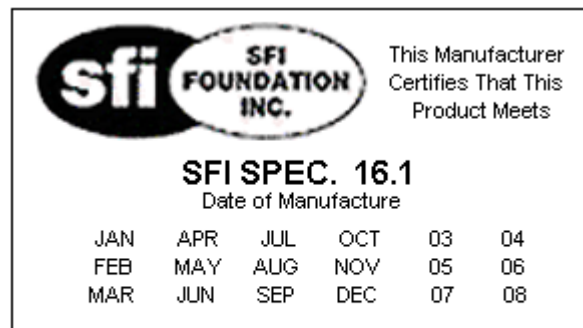 sfi
SFI
FOUNDATION
INC.
This Manufacturer
Certifies That This
Product Meets
SFI SPEC. 16.1
Date of Manufacture
JAN APR JUL OCT 03 04
FEB MAY AUG NOV 05 06
MAR JUN SEP DEC 07 08